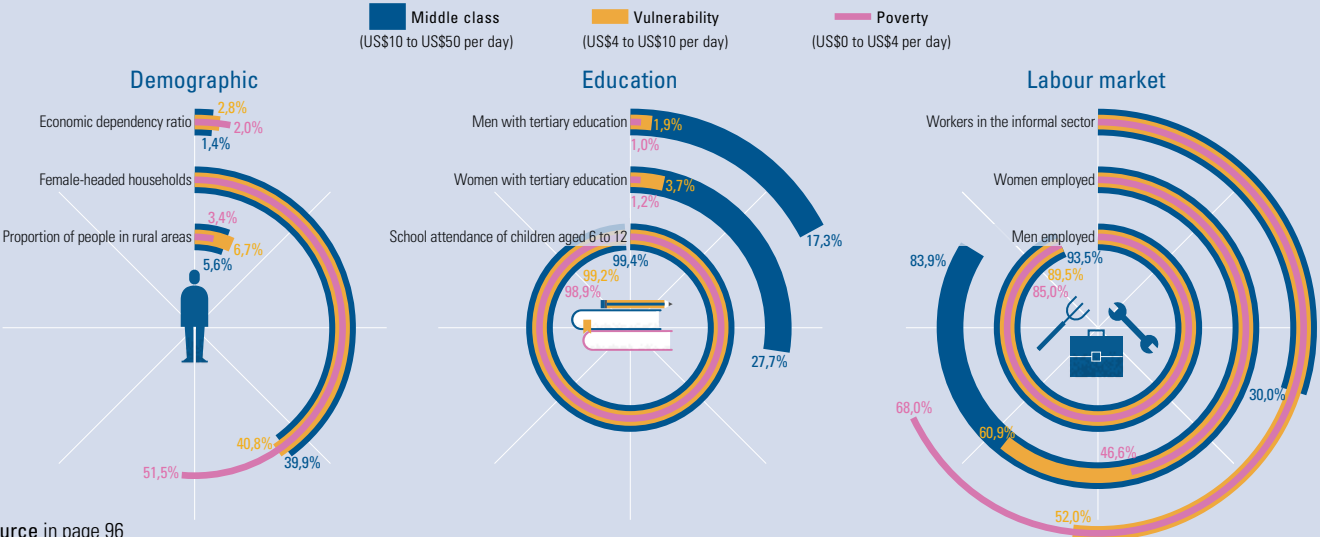 Middle class
(US$10 to US$50 per day)
Vulnerability
(US$4 to US$10 per day)
Poverty
(US$0 to US$4 per day)
Demographic
Economic dependency ratio
2,8%
2,0%
1,4%
Female-headed households
40,8%
39,9%
51,5%
Proportion of people in rural areas
3,4%
6,7%
5,6%
Education
Men with tertiary education
1,9%
1,0%
17,3%
Women with tertiary education
3,7%
1,2%
27,7%
School attendance of children aged 6 to 12
99,4%
99,2%
98,9%
Labour market
Workers in the informal sector
30,0%
68,0%
52,0%
Women employed
83,9%
60,9%
46,6%
Men employed
93,5%
89,5%
85,0%
urce in page 96